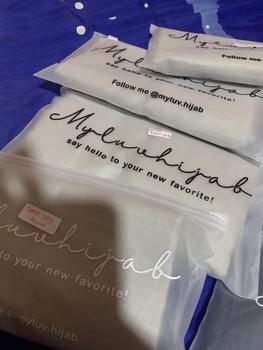 Follow me
Myluvhijab
say hello to your new favorite!
Follow me @myluv.hijab
Myluvhijab
say hello to your new favorite!
luvhijab
to your new favorite!
@myluv.hijab